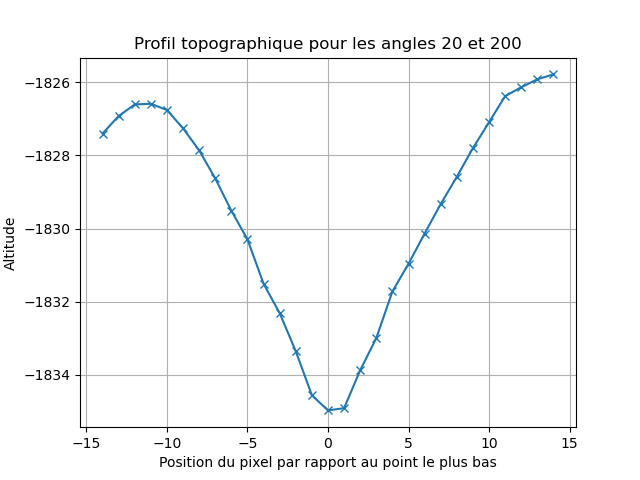 Profil topographique pour les angles 20 et 200
Altitude
−1826
−1828
−1830
−1832
−1834
−15 −10 −5 0 5 10 15
Position du pixel par rapport au point le plus bas